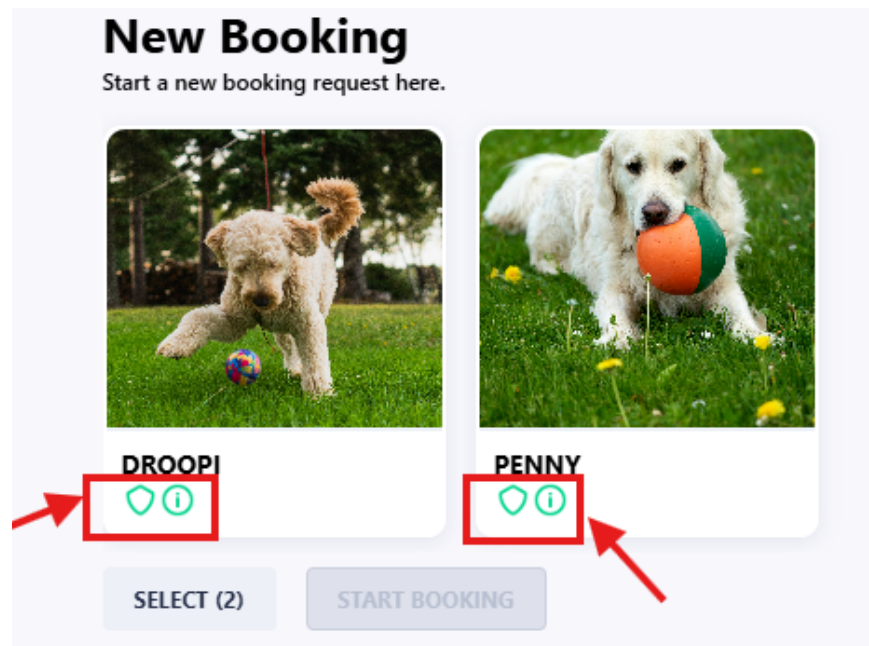 New Booking
Start a new booking request here.
DROOPI
PENNY
SELECT (2)
START BOOKING